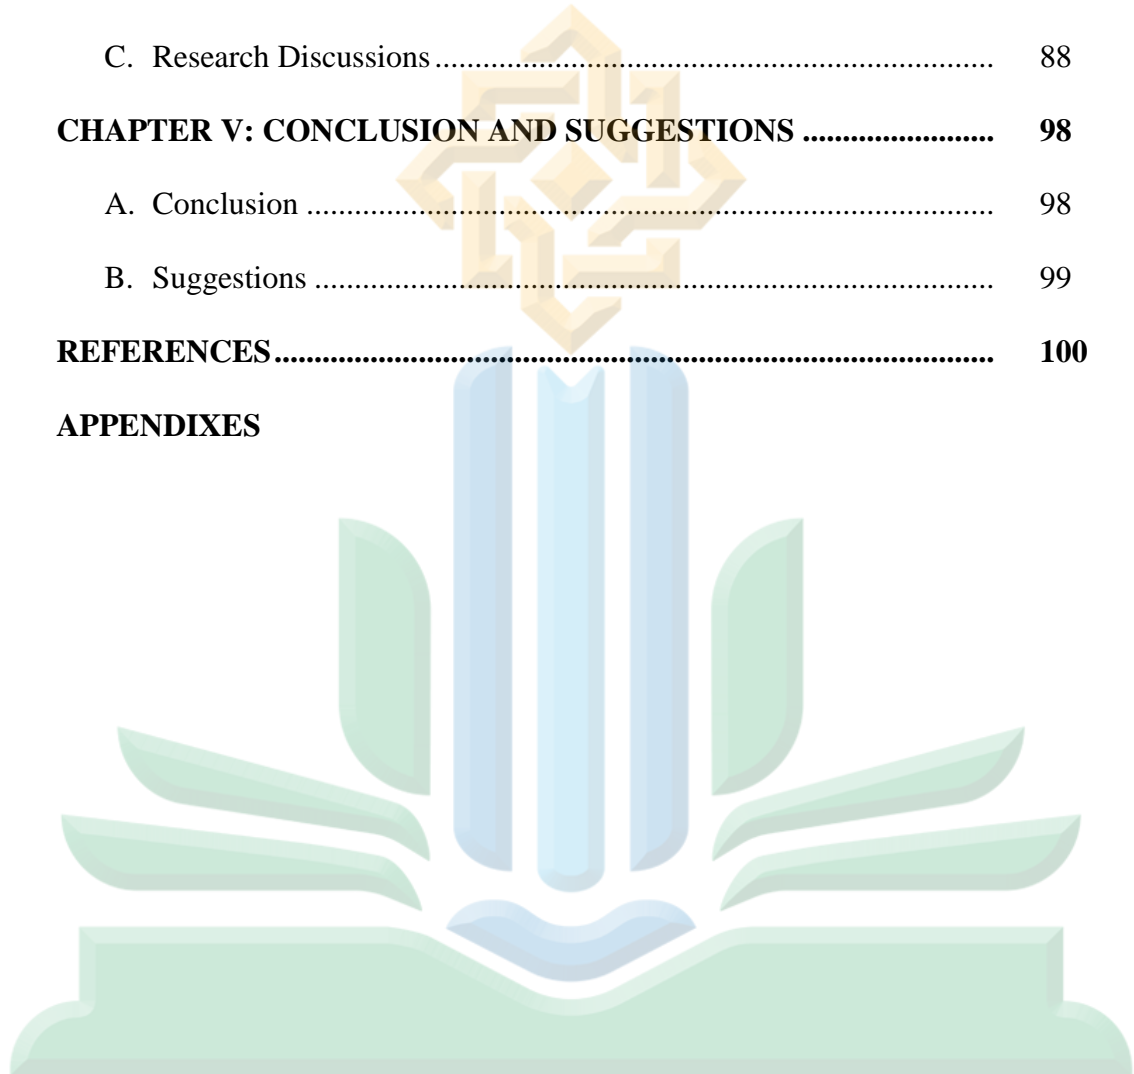 C. Research Discussions ...................................................................... 88
CHAPTER V: CONCLUSION AND SUGGESTIONS ........................ 98
A. Conclusion ....................................................................................... 98
B. Suggestions ...................................................................................... 99
REFERENCES............................................................................................ 100
APPENDIXES